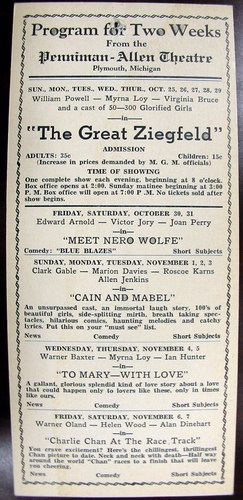 Program for Two Weeks
From the
Penniman-Allen Theatre
Plymouth, Michigan
SUN., MON., TUES., WED., THUR., OCT. 25, 26, 27, 28, 29
William Powell — Myrna Loy — Virginia Bruce
and a cast of 50—300 Glorified Girls
—in—
"The Great Ziegfeld"
ADMISSION
ADULTS: 35c Children: 15c
(Increase in prices demanded by M. G. M. officials)
TIME OF SHOWING
One complete show each evening, beginning at 8 o'clock.
Box office opens at 2:00. Sunday matinee beginning at 3:00
P. M. Box office will open at 7:00 P. M. No tickets sold after
show begins.
FRIDAY, SATURDAY, OCTOBER 30, 31
Edward Arnold — Victor Jory — Joan Perry
—in—
"MEET NERO WOLFE"
Comedy: "BLUE BLAZES" Short Subjects
SUNDAY, MONDAY, TUESDAY, NOVEMBER 1, 2, 3
Clark Gable — Marion Davies — Roscoe Karns
Allen Jenkins
—in—
"CAIN AND MABEL"
An unsurpassed cast, an immortal laugh story, 100's of
beautiful girls, side-splitting mirth, breath taking spec-
tacles, hilarious comics, haunting melodies and catchy
lyrics. Put this on your "must see" list.
News Comedy Short Subjects
WEDNESDAY, THURSDAY, NOVEMBER 4, 5
Warner Baxter — Myrna Loy — Ian Hunter
—in—
"TO MARY—WITH LOVE"
A gallant, glorious splendid kind of love story about a love
that could happen only to lovers like these, only in times
like ours.
News Comedy Short Subjects
FRIDAY, SATURDAY, NOVEMBER 6, 7
Warner Oland — Helen Wood — Alan Dinehart
—in—
"Charlie Chan At The Race Track"
You crave excitement? Here's the chillingest, thrillingest
Chan picture to date. Neck and neck with death—Half way
around the world "Chan" races to a finish that will leave
you cheering.
News Comedy Short Subjects